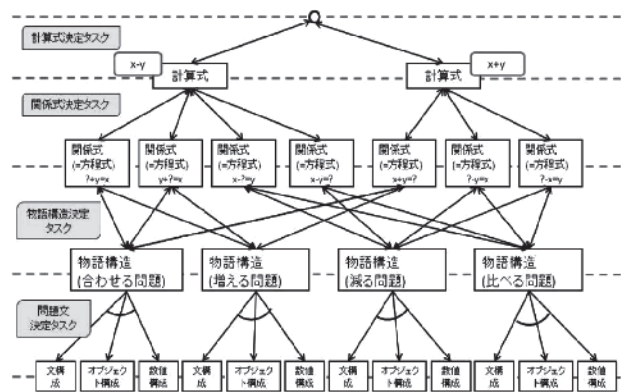 計算式決定タスク
x-y
計算式
x+y
計算式
関係式決定タスク
関係式
(=方程式)
?+y=x
関係式
(=方程式)
y+?=x
関係式
(=方程式)
x-?=y
関係式
(=方程式)
x-y=?
関係式
(=方程式)
x+y=?
関係式
(=方程式)
?-y=x
関係式
(=方程式)
?-x=y
物語構造決定
タスク
物語構造
(合わせる問題)
物語構造
(増える問題)
物語構造
(減る問題)
物語構造
(比べる問題)
問題文
決定タスク
文構
成
オブジェク
ト構成
数値
構成
文構
成
オブジェク
ト構成
数値
構成
文構
成
オブジェク
ト構成
数値
構成
文構
成
オブジェク
ト構成
数値
構成